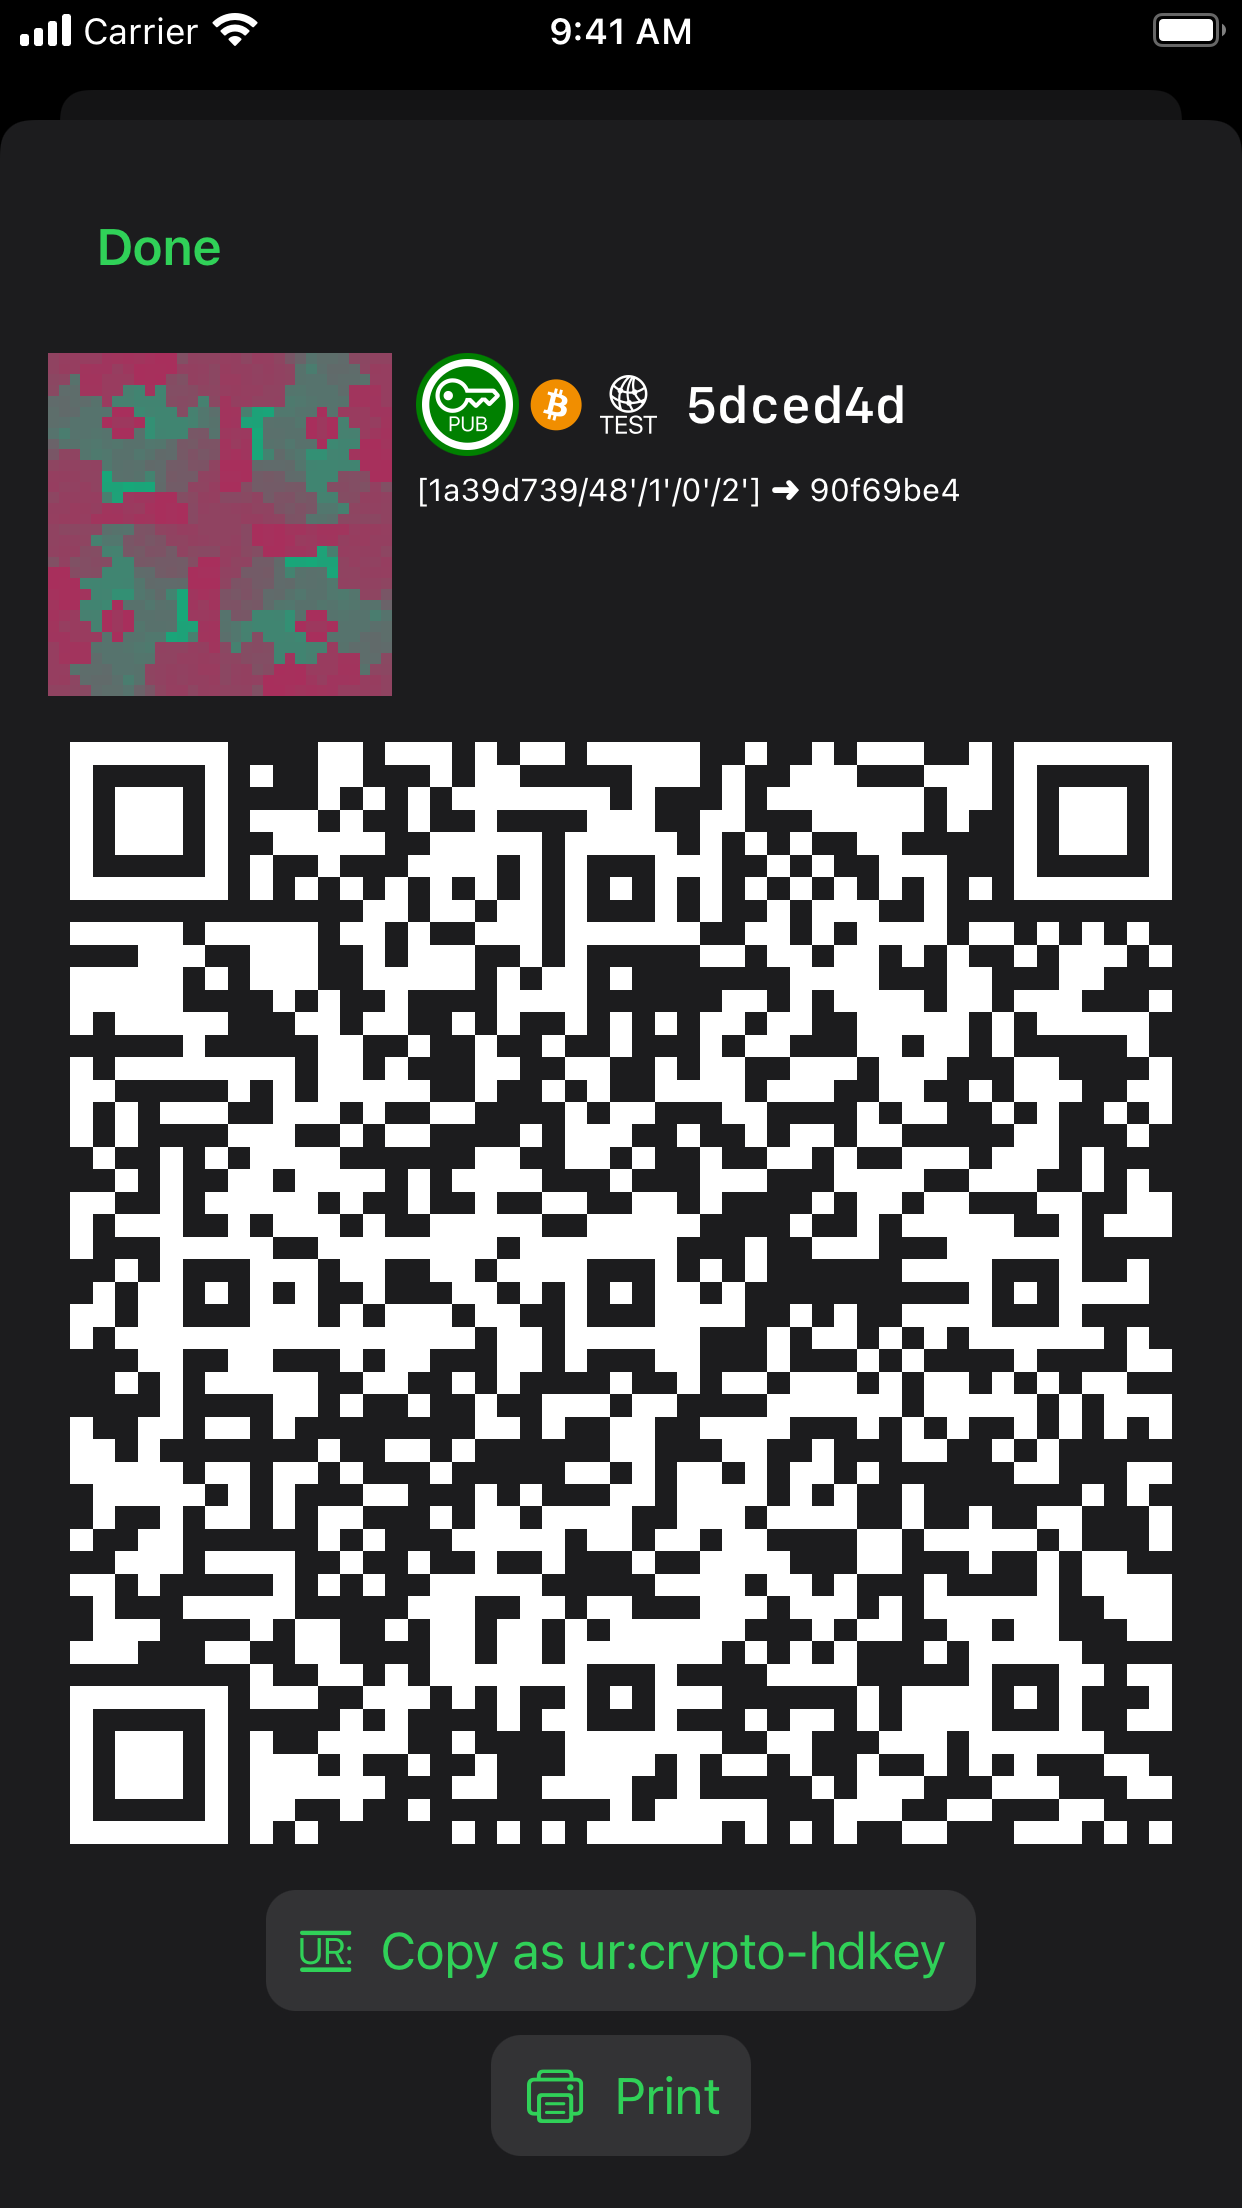 Carrier 9:41 AM
Done
PUB TEST 5dced4d
[1a39d739/48'/1'/0'/2'] ➜ 90f69be4
UR: Copy as ur:crypto-hdkey
Print